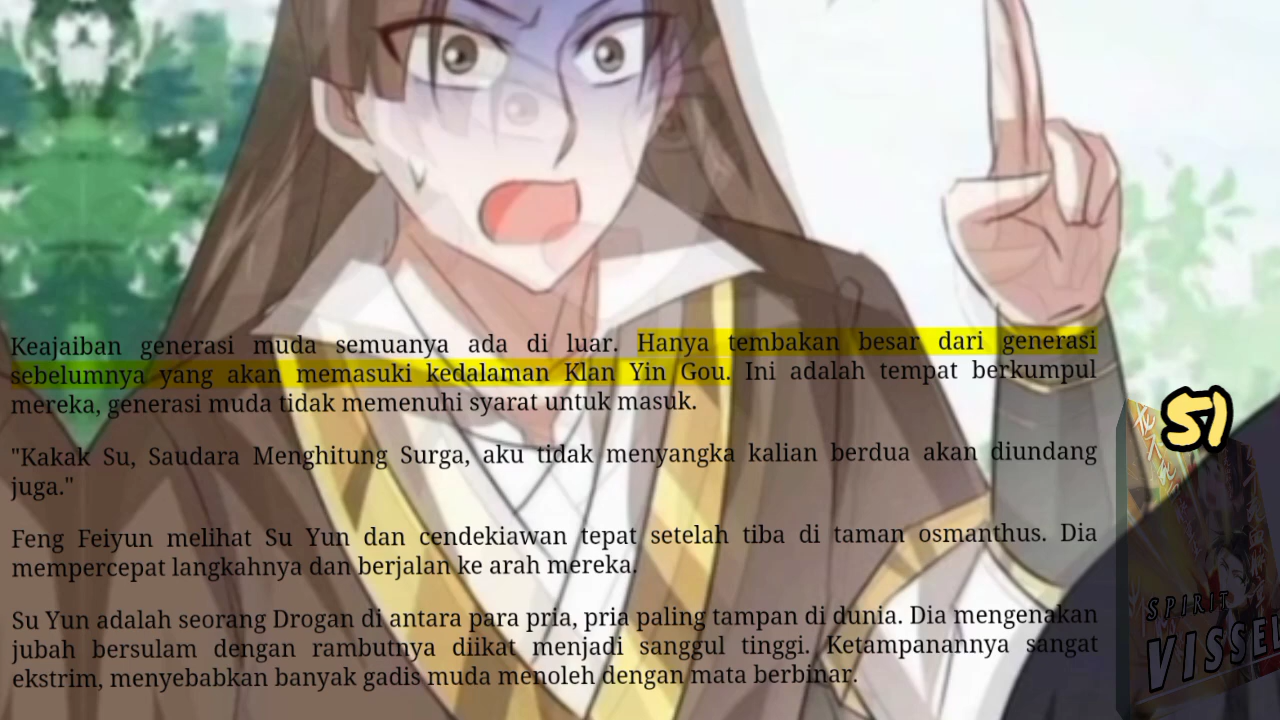 Keajaiban generasi muda semuanya ada di luar. Hanya tembakan besar dari generasi
sebelumnya yang akan memasuki kedalaman Klan Yin Gou. Ini adalah tempat berkumpul
mereka, generasi muda tidak memenuhi syarat untuk masuk.
"Kakak Su, Saudara Menghitung Surga, aku tidak menyangka kalian berdua akan diundang
juga."
Feng Feiyun melihat Su Yun dan cendekiawan tepat setelah tiba di taman osmanthus. Dia
mempercepat langkahnya dan berjalan ke arah mereka.
Su Yun adalah seorang Drogan di antara para pria, pria paling tampan di dunia. Dia mengenakan
jubah bersulam dengan rambutnya diikat menjadi sanggul tinggi. Ketampanannya sangat
ekstrim, menyebabkan banyak gadis muda menoleh dengan mata berbinar.
51
SPIRIT
VISSEL